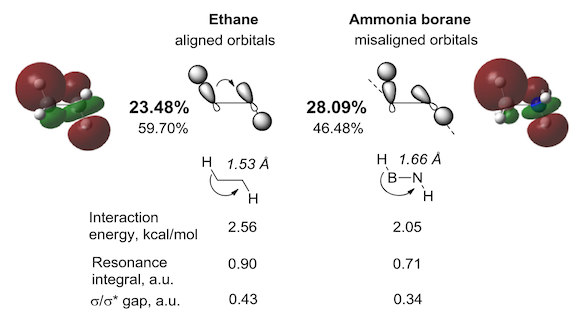 Ethane
aligned orbitals
Ammonia borane
misaligned orbitals
23.48%
59.70%
28.09%
46.48%
H 1.53 Å
H
H 1.66 Å
B–N
H
Interaction
energy, kcal/mol
2.56 2.05
Resonance
integral, a.u.
0.90 0.71
σ/σ* gap, a.u. 0.43 0.34